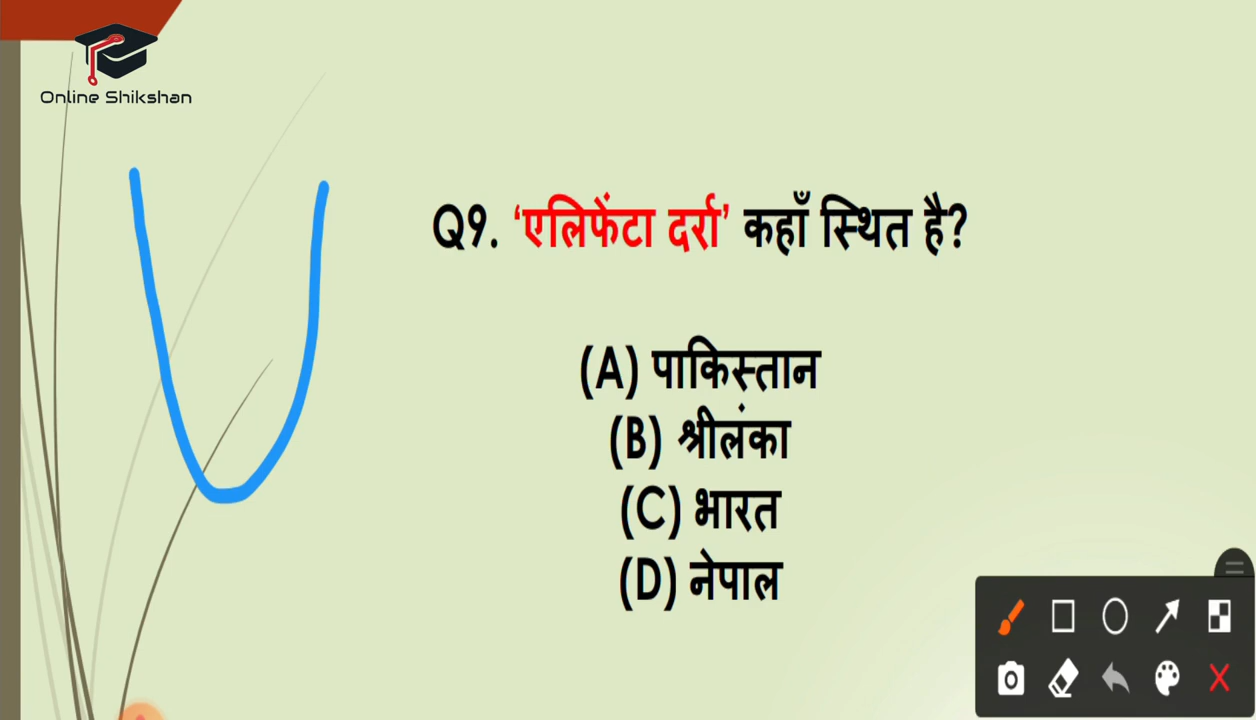 Online Shikshan
Q9. ‘एलिफेंटा दर्रा’ कहाँ स्थित है?
(A) पाकिस्तान
(B) श्रीलंका
(C) भारत
(D) नेपाल